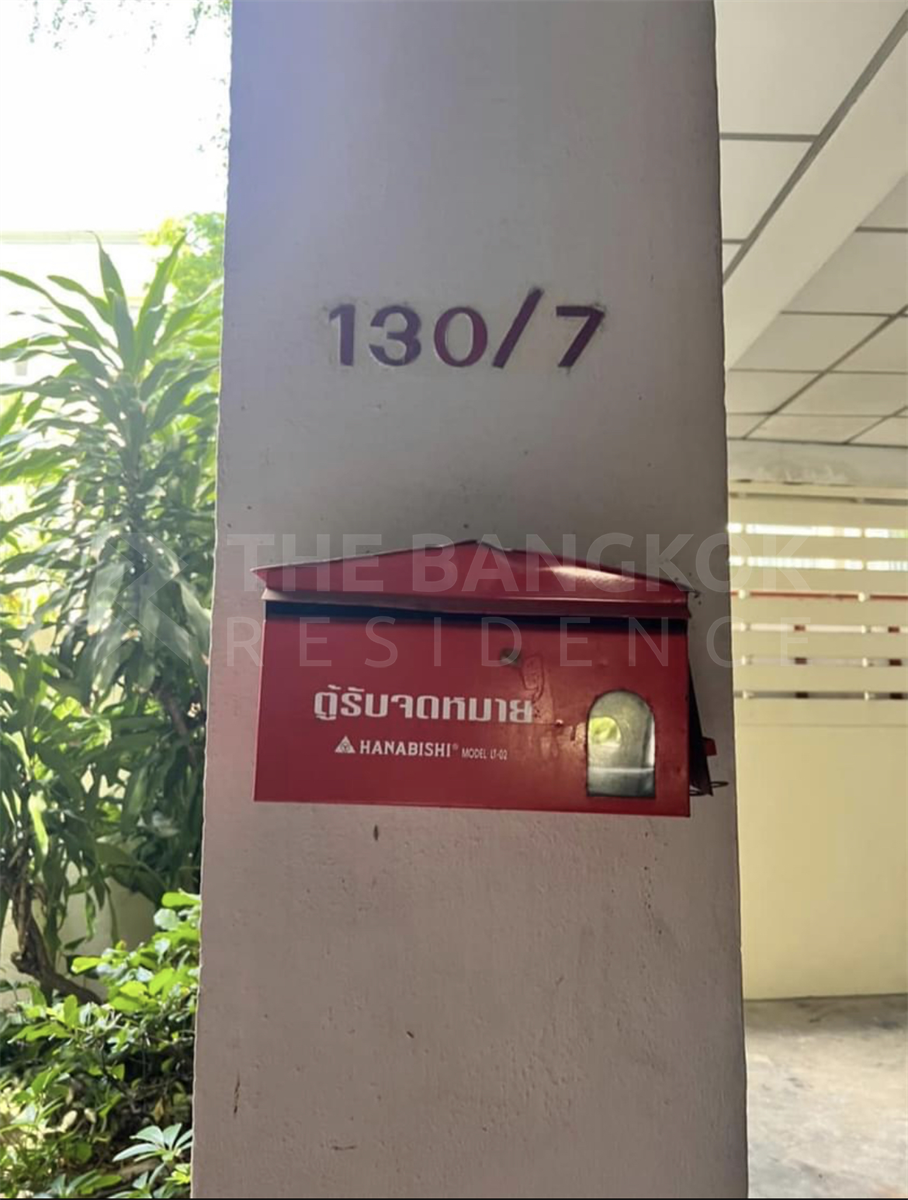 130/7
THE BANGKOK
RESIDENCE
ตู้รับจดหมาย
HANABISHI® MODEL LT-02